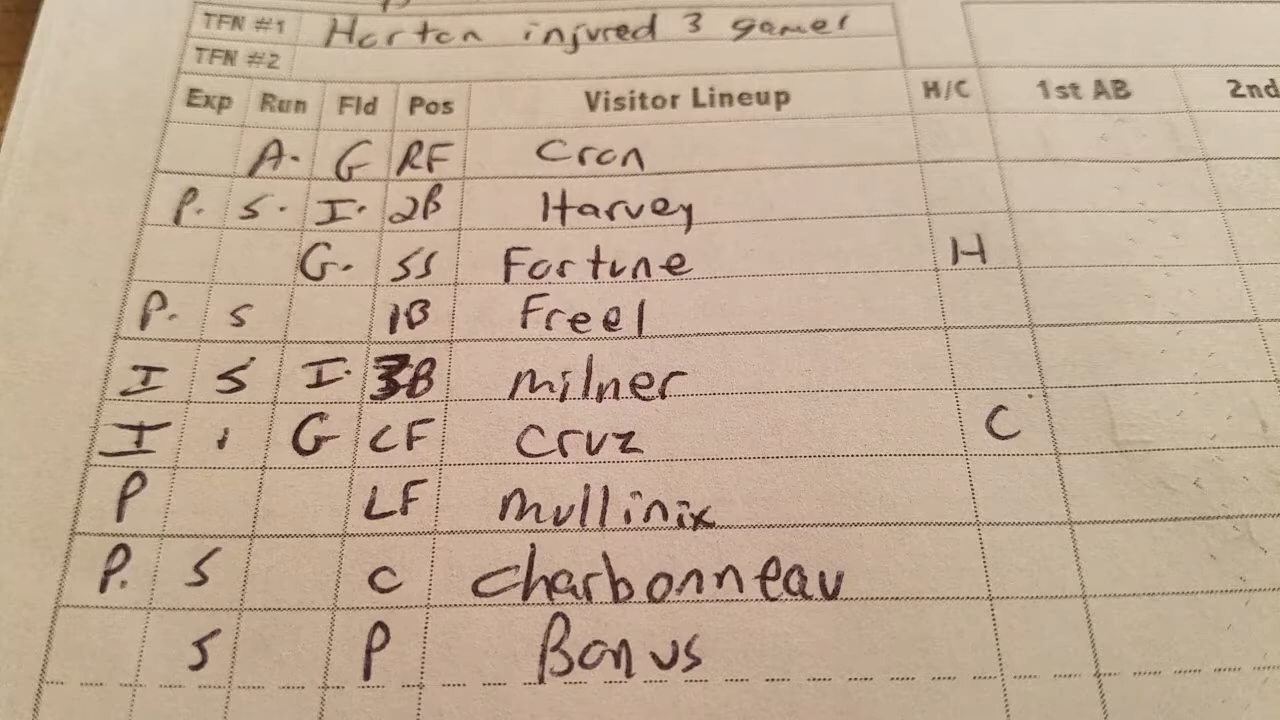 TFN #1 Horton injured 3 games
TFN #2
Exp Run Fld Pos Visitor Lineup H/C 1st AB 2nd
A. G RF Cron
P. S. I. 2B Harvey
G. SS Fortune H
P. S 1B Freel
I S I. 3B Milner
I G CF Cruz C
P LF Mullinix
P. S C Charbonneau
S P Bonus